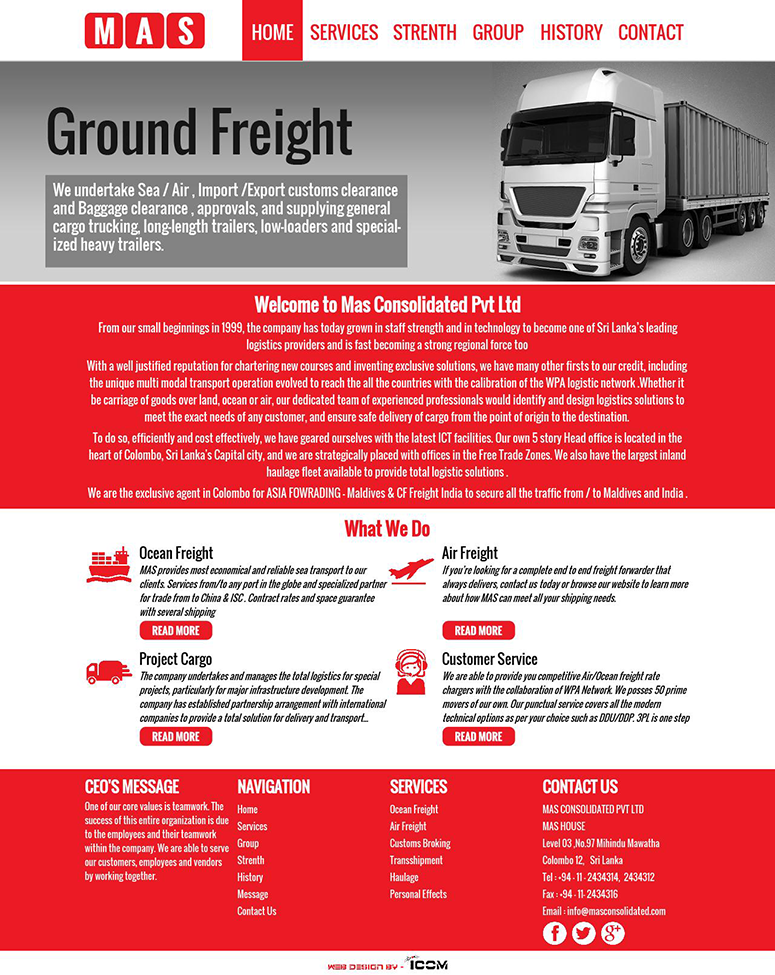 MAS
HOME SERVICES STRENTH GROUP HISTORY CONTACT
Ground Freight
We undertake Sea / Air , Import /Export customs clearance
and Baggage clearance , approvals, and supplying general
cargo trucking, long-length trailers, low-loaders and special-
ized heavy trailers.
Welcome to Mas Consolidated Pvt Ltd
From our small beginnings in 1999, the company has today grown in staff strength and in technology to become one of Sri Lanka's leading
logistics providers and is fast becoming a strong regional force too
With a well justified reputation for chartering new courses and inventing exclusive solutions, we have many other firsts to our credit, including
the unique multi modal transport operation evolved to reach the all the countries with the calibration of the WPA logistic network .Whether it
be carriage of goods over land, ocean or air, our dedicated team of experienced professionals would identify and design logistics solutions to
meet the exact needs of any customer, and ensure safe delivery of cargo from the point of origin to the destination.
To do so, efficiently and cost effectively, we have geared ourselves with the latest ICT facilities. Our own 5 story Head office is located in the
heart of Colombo, Sri Lanka's Capital city, and we are strategically placed with offices in the Free Trade Zones. We also have the largest inland
haulage fleet available to provide total logistic solutions .
We are the exclusive agent in Colombo for ASIA FOWRADING - Maldives & CF Freight India to secure all the traffic from / to Maldives and India .
What We Do
Ocean Freight
MAS provides most economical and reliable sea transport to our
clients. Services from/to any port in the globe and specialized partner
for trade from to China & ISC . Contract rates and space guarantee
with several shipping
READ MORE
Air Freight
If you're looking for a complete end to end freight forwarder that
always delivers, contact us today or browse our website to learn more
about how MAS can meet all your shipping needs.
READ MORE
Project Cargo
The company undertakes and manages the total logistics for special
projects, particularly for major infrastructure development. The
company has established partnership arrangement with international
companies to provide a total solution for delivery and transport...
READ MORE
Customer Service
We are able to provide you competitive Air/Ocean freight rate
chargers with the collaboration of WPA Network. We posses 50 prime
movers of our own. Our punctual service covers all the modern
technical options as per your choice such as DDU/DDP. 3PL is one step
READ MORE
CEO'S MESSAGE
One of our core values is teamwork. The
success of this entire organization is due
to the employees and their teamwork
within the company. We are able to serve
our customers, employees and vendors
by working together.
NAVIGATION
Home
Services
Group
Strenth
History
Message
Contact Us
SERVICES
Ocean Freight
Air Freight
Customs Broking
Transshipment
Haulage
Personal Effects
CONTACT US
MAS CONSOLIDATED PVT LTD
MAS HOUSE
Level 03 ,No.97 Mihindu Mawatha
Colombo 12, Sri Lanka
Tel : +94 - 11 - 2434314, 2434312
Fax : +94 - 11- 2434316
Email : info@masconsolidated.com
WEB DESIGN BY - ICOM